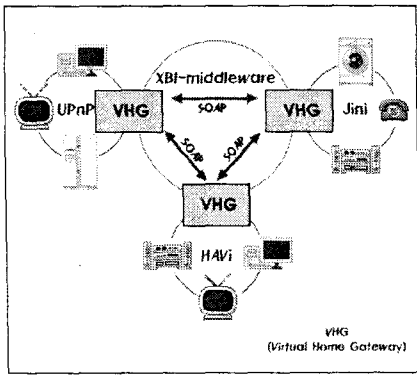 XBI-middleware
UPnP VHG SOAP VHG Jini
SOAP SOAP
VHG
HAVi
VHG
(Virtual Home Gateway)